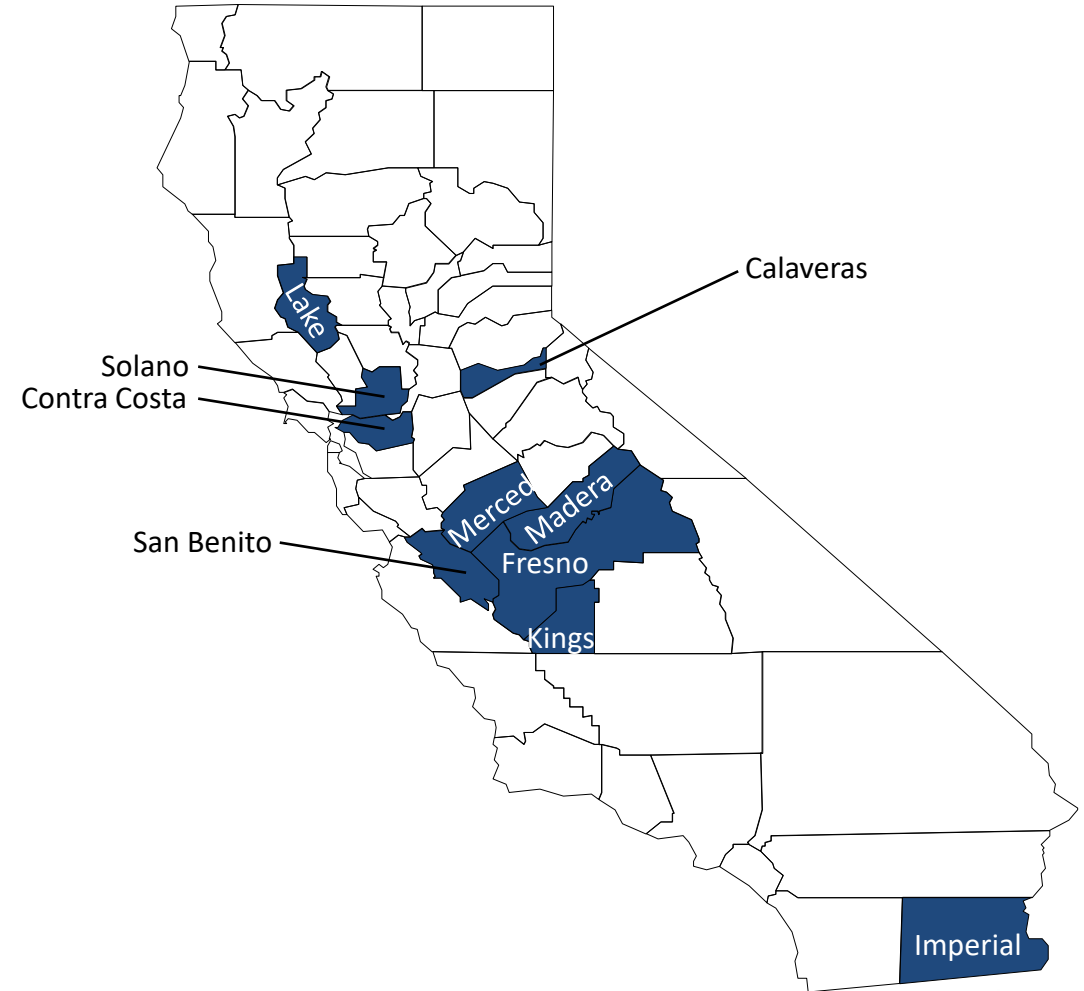 Calaveras
Lake
Solano
Contra Costa
Merced
Madera
San Benito
Fresno
Kings
Imperial